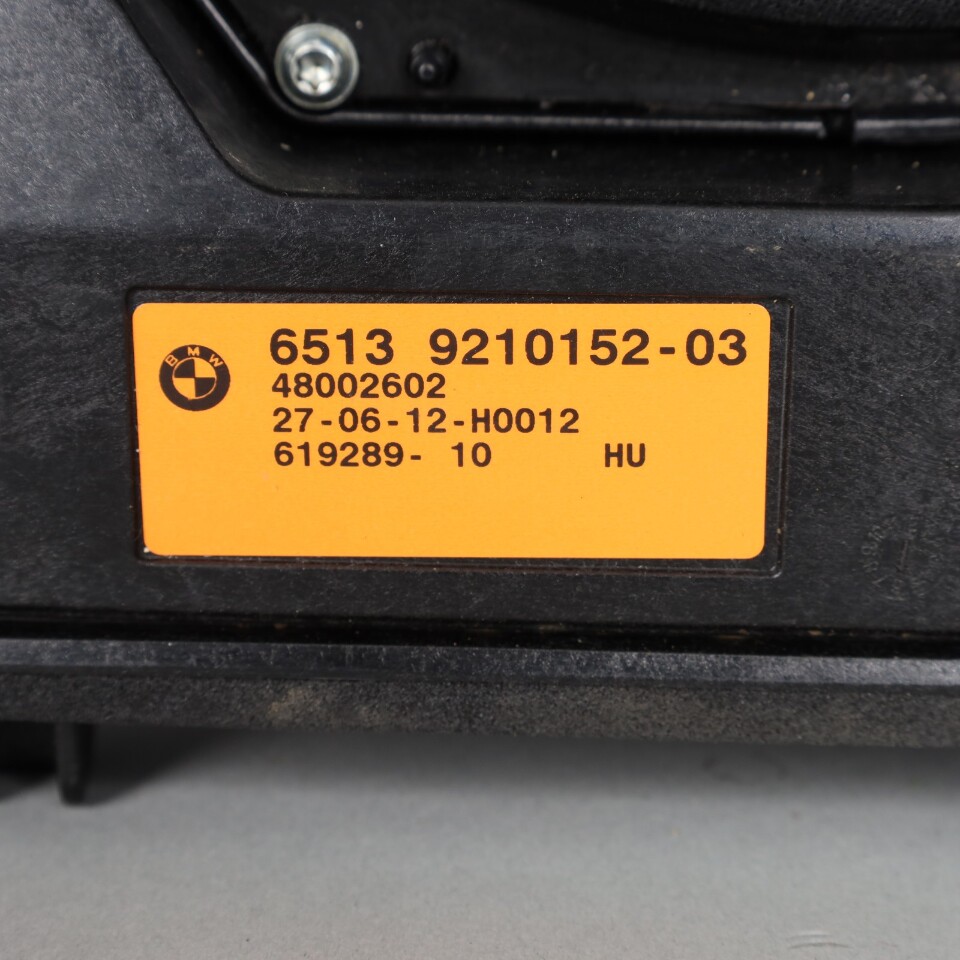 BMW
6513 9210152-03
48002602
27-06-12-H0012
619289- 10 HU